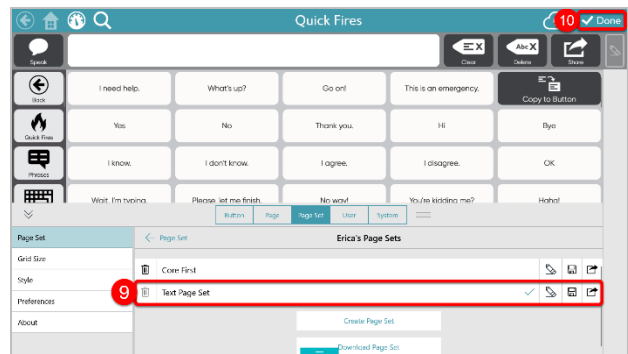 Quick Fires
10 Done
Speak
Clear
Abc
Delete
Share
Back
I need help.
What's up?
Go on!
This is an emergency.
Copy to Button
Quick Fires
Yes
No
Thank you.
Hi
Bye
Phrases
I know.
I don't know.
I agree.
I disagree.
OK
Wait, I'm typing.
Please, let me finish.
No way!
You're kidding me?
Haha!
Button
Page
Page Set
User
System
Page Set
Page Set
Erica's Page Sets
Grid Size
Core First
Style
9
Text Page Set
Preferences
About
Create Page Set
Download Page Set